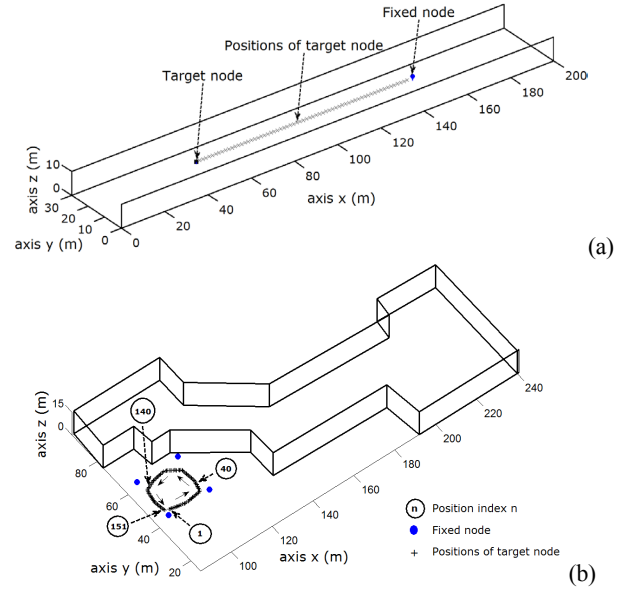 Fixed node
Positions of target node
Target node
axis z (m)
10
0
30
20
10
0
axis y (m)
0
20
40
60
80
100
120
140
160
180
200
axis x (m)
(a)
axis z (m)
15
0
80
60
40
20
axis y (m)
100
120
140
160
180
200
220
240
axis x (m)
140
40
151
1
n Position index n
Fixed node
+ Positions of target node
(b)